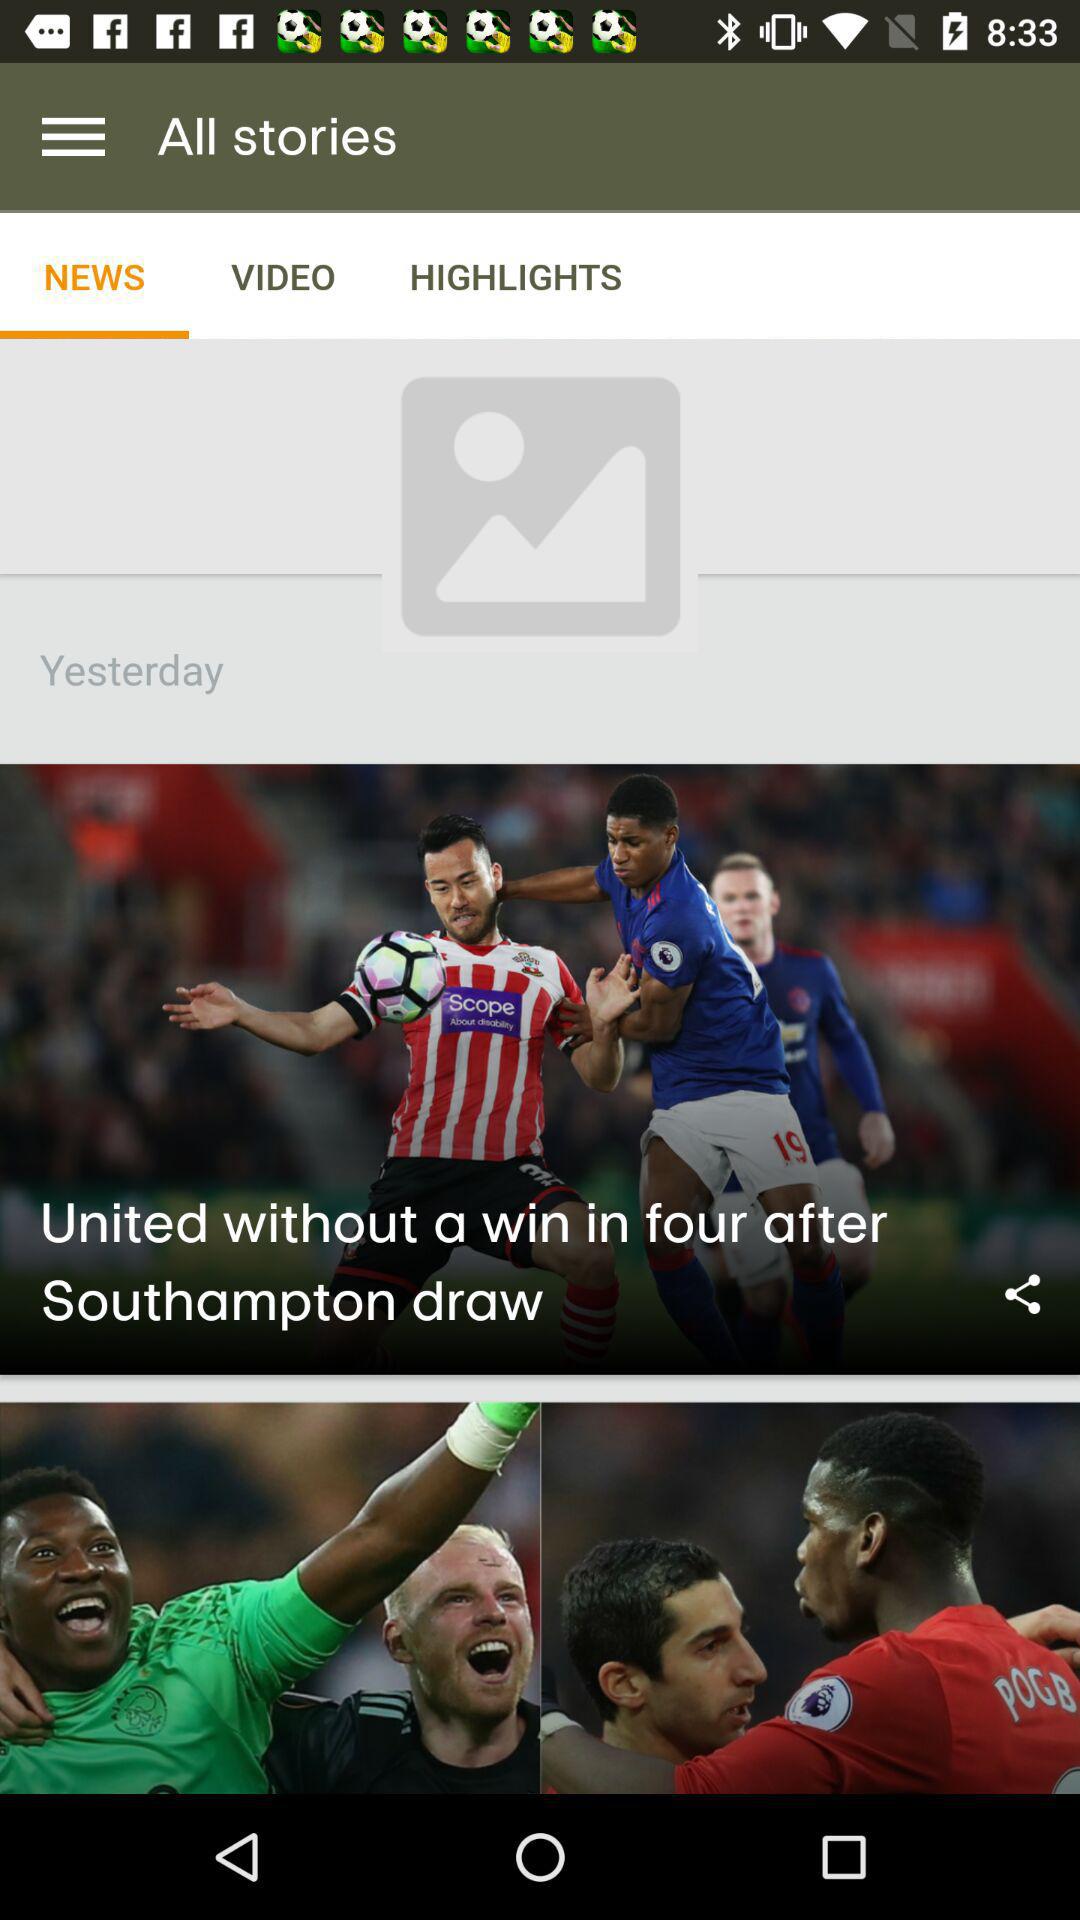 8:33
All stories
NEWS VIDEO HIGHLIGHTS
Yesterday
Scope
About disability
19
United without a win in four after
Southampton draw
AJAX
POGB